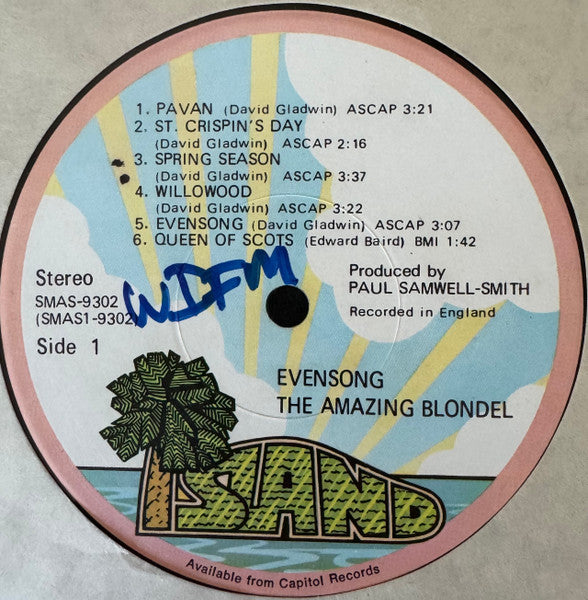 1. PAVAN (David Gladwin) ASCAP 3:21
2. ST. CRISPIN'S DAY
(David Gladwin) ASCAP 2:16
3. SPRING SEASON
(David Gladwin) ASCAP 3:37
4. WILLOWOOD
(David Gladwin) ASCAP 3:22
5. EVENSONG (David Gladwin) ASCAP 3:07
6. QUEEN OF SCOTS (Edward Baird) BMI 1:42
Stereo
SMAS-9302
(SMAS1-9302)
Side 1
WDFM
Produced by
PAUL SAMWELL-SMITH
Recorded in England
EVENSONG
THE AMAZING BLONDEL
ISLAND
Available from Capitol Records